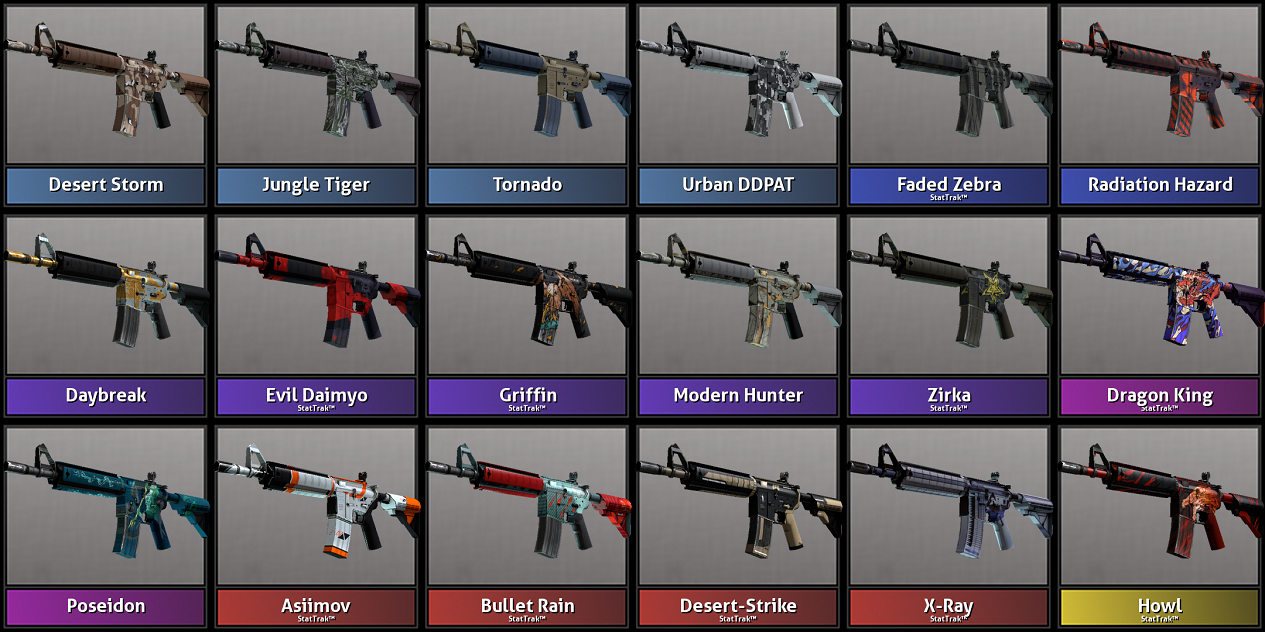 Desert Storm
Jungle Tiger
Tornado
Urban DDPAT
Faded Zebra
StatTrak™
Radiation Hazard
Daybreak
Evil Daimyo
StatTrak™
Griffin
StatTrak™
Modern Hunter
Zirka
StatTrak™
Dragon King
StatTrak™
Poseidon
Asiimov
StatTrak™
Bullet Rain
StatTrak™
Desert-Strike
StatTrak™
X-Ray
StatTrak™
Howl
StatTrak™